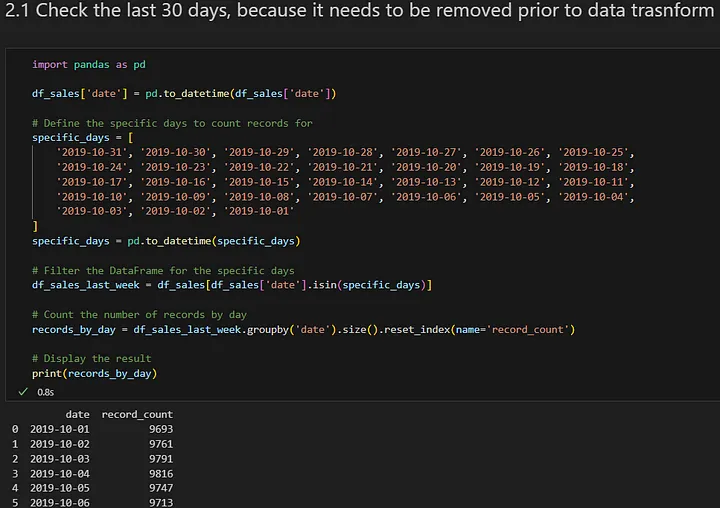 2.1 Check the last 30 days, because it needs to be removed prior to data trasnform
import pandas as pd
df_sales['date'] = pd.to_datetime(df_sales['date'])
# Define the specific days to count records for
specific_days = [
'2019-10-31', '2019-10-30', '2019-10-29', '2019-10-28', '2019-10-27', '2019-10-26', '2019-10-25',
'2019-10-24', '2019-10-23', '2019-10-22', '2019-10-21', '2019-10-20', '2019-10-19', '2019-10-18',
'2019-10-17', '2019-10-16', '2019-10-15', '2019-10-14', '2019-10-13', '2019-10-12', '2019-10-11',
'2019-10-10', '2019-10-09', '2019-10-08', '2019-10-07', '2019-10-06', '2019-10-05', '2019-10-04',
'2019-10-03', '2019-10-02', '2019-10-01'
]
specific_days = pd.to_datetime(specific_days)
# Filter the DataFrame for the specific days
df_sales_last_week = df_sales[df_sales['date'].isin(specific_days)]
# Count the number of records by day
records_by_day = df_sales_last_week.groupby('date').size().reset_index(name='record_count')
# Display the result
print(records_by_day)
0.8s
date record_count
0 2019-10-01 9693
1 2019-10-02 9761
2 2019-10-03 9791
3 2019-10-04 9816
4 2019-10-05 9747
5 2019-10-06 9713